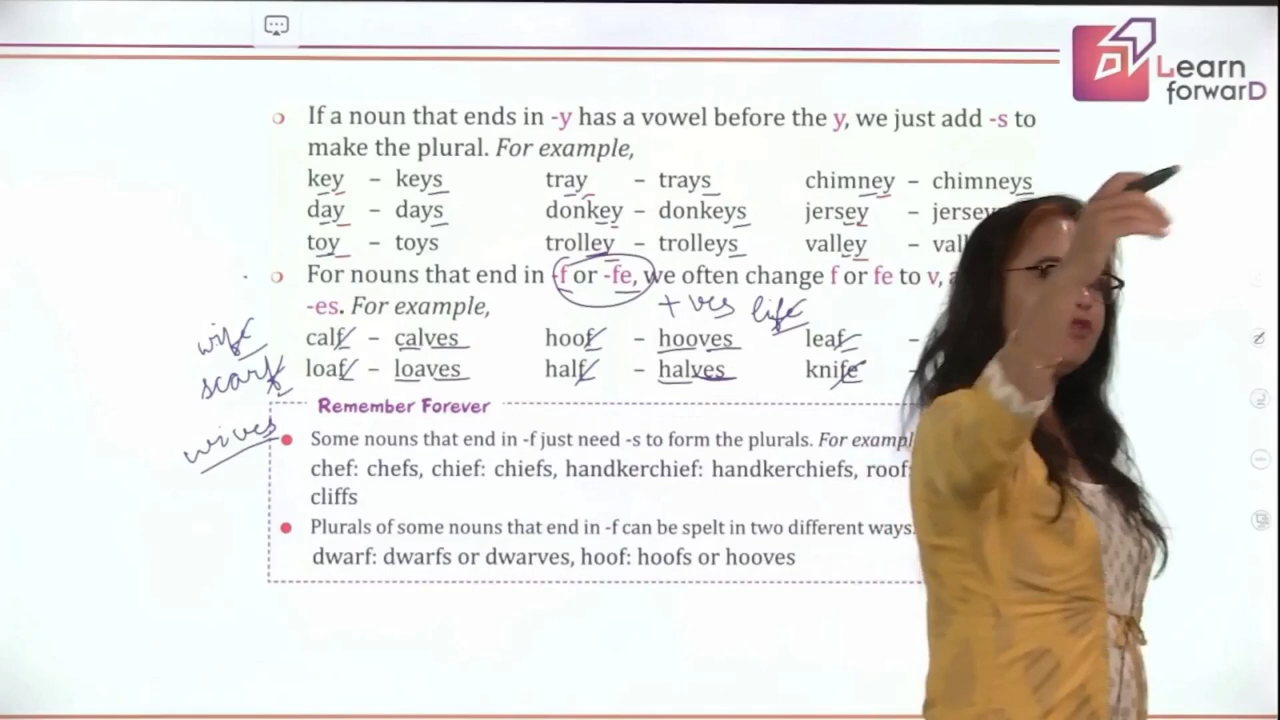 Learn
forwarD
If a noun that ends in -y has a vowel before the y, we just add -s to
make the plural. For example,
key – keys tray – trays chimney – chimneys
day – days donkey – donkeys jersey –
toy – toys trolley – trolleys valley –
For nouns that end in -f or -fe, we often change f or fe to v,
-es. For example,
+ ves life
wife
calf – calves hoof – hooves leaf –
scarf
loaf – loaves half – halves knife –
Remember Forever
wives
Some nouns that end in -f just need -s to form the plurals. For
chef: chefs, chief: chiefs, handkerchief: handkerchiefs,
cliffs
Plurals of some nouns that end in -f can be spelt in two different ways.
dwarf: dwarfs or dwarves, hoof: hoofs or hooves